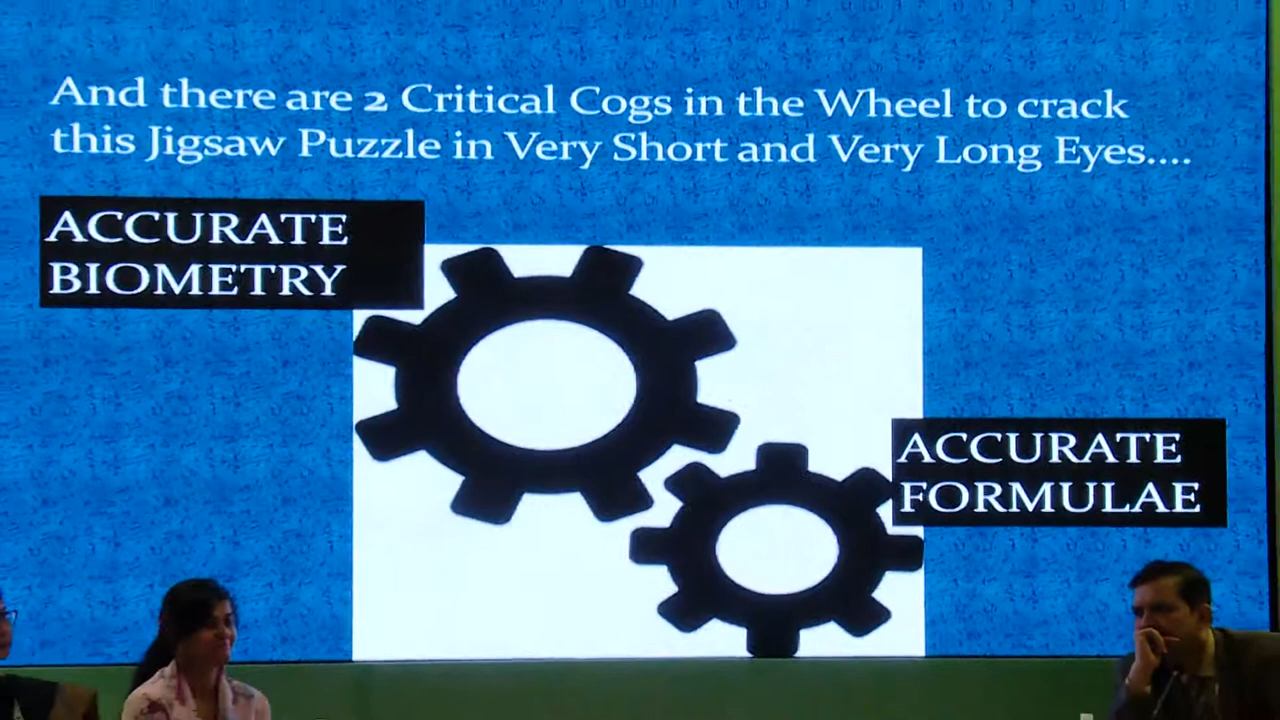 And there are 2 Critical Cogs in the Wheel to crack
this Jigsaw Puzzle in Very Short and Very Long Eyes....
ACCURATE
BIOMETRY
ACCURATE
FORMULAE